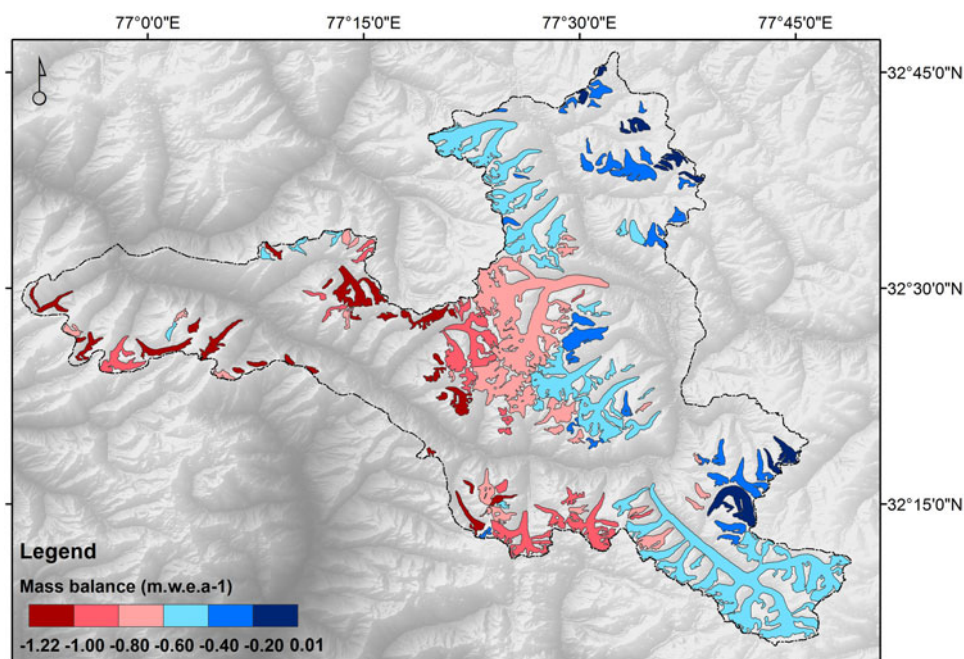 77°0'0"E 77°15'0"E 77°30'0"E 77°45'0"E
32°45'0"N
32°30'0"N
32°15'0"N
Legend
Mass balance (m.w.e.a-1)
-1.22 -1.00 -0.80 -0.60 -0.40 -0.20 0.01